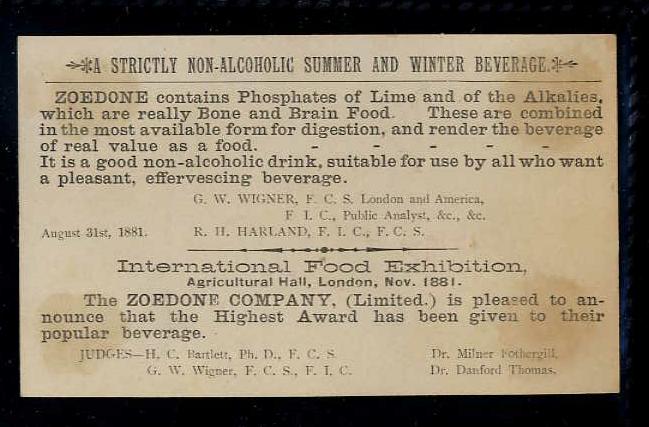 A STRICTLY NON-ALCOHOLIC SUMMER AND WINTER BEVERAGE.
ZOEDONE contains Phosphates of Lime and of the Alkalies,
which are really Bone and Brain Food. These are combined
in the most available form for digestion, and render the beverage
of real value as a food. - - - - -
It is a good non-alcoholic drink, suitable for use by all who want
a pleasant, effervescing beverage.
G. W. WIGNER, F. C. S. London and America,
F I. C., Public Analyst, &c., &c.
August 31st, 1881. R. H. HARLAND, F. I. C., F. C. S.
International Food Exhibition,
Agricultural Hall, London, Nov. 1881.
The ZOEDONE COMPANY, (Limited.) is pleased to an-
nounce that the Highest Award has been given to their
popular beverage.
JUDGES—H. C. Bartlett, Ph. D., F. C. S. Dr. Milner Fothergill,
G. W. Wigner, F. C. S., F. I. C. Dr. Danford Thomas.